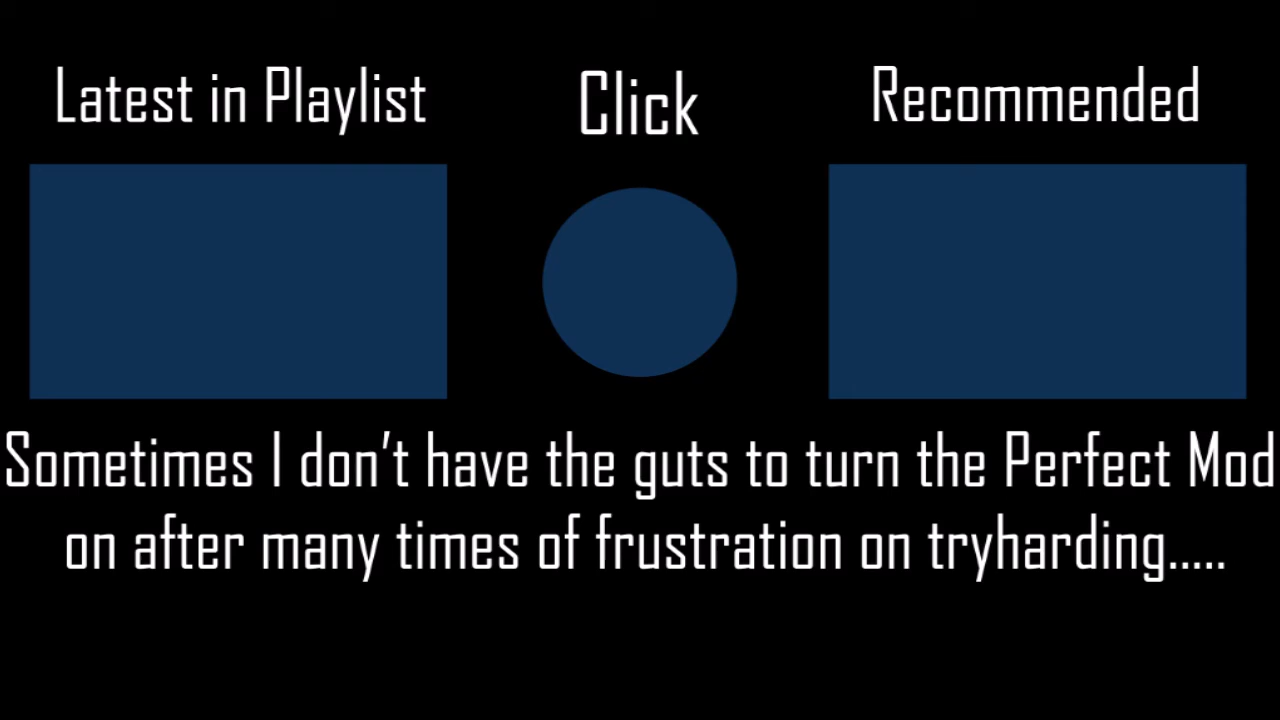 Latest in Playlist
Click
Recommended
Sometimes I don’t have the guts to turn the Perfect Mod
on after many times of frustration on tryharding.....